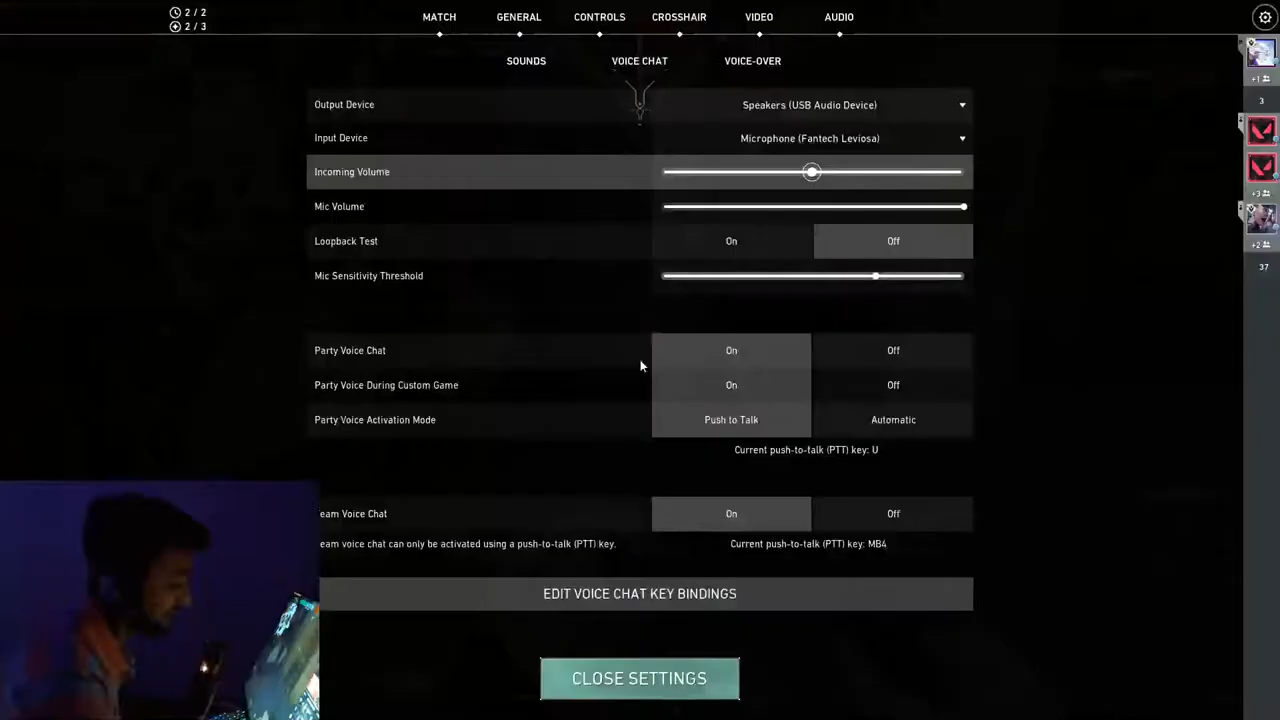 2 / 2
2 / 3
MATCH
GENERAL
CONTROLS
CROSSHAIR
VIDEO
AUDIO
SOUNDS
VOICE CHAT
VOICE-OVER
Output Device
Speakers (USB Audio Device)
Input Device
Microphone (Fantech Leviosa)
Incoming Volume
Mic Volume
Loopback Test
On
Off
Mic Sensitivity Threshold
Party Voice Chat
On
Off
Party Voice During Custom Game
On
Off
Party Voice Activation Mode
Push to Talk
Automatic
Current push-to-talk (PTT) key: U
eam Voice Chat
On
Off
eam voice chat can only be activated using a push-to-talk (PTT) key.
Current push-to-talk (PTT) key: MB4
EDIT VOICE CHAT KEY BINDINGS
CLOSE SETTINGS
+1
3
+3
+2
37